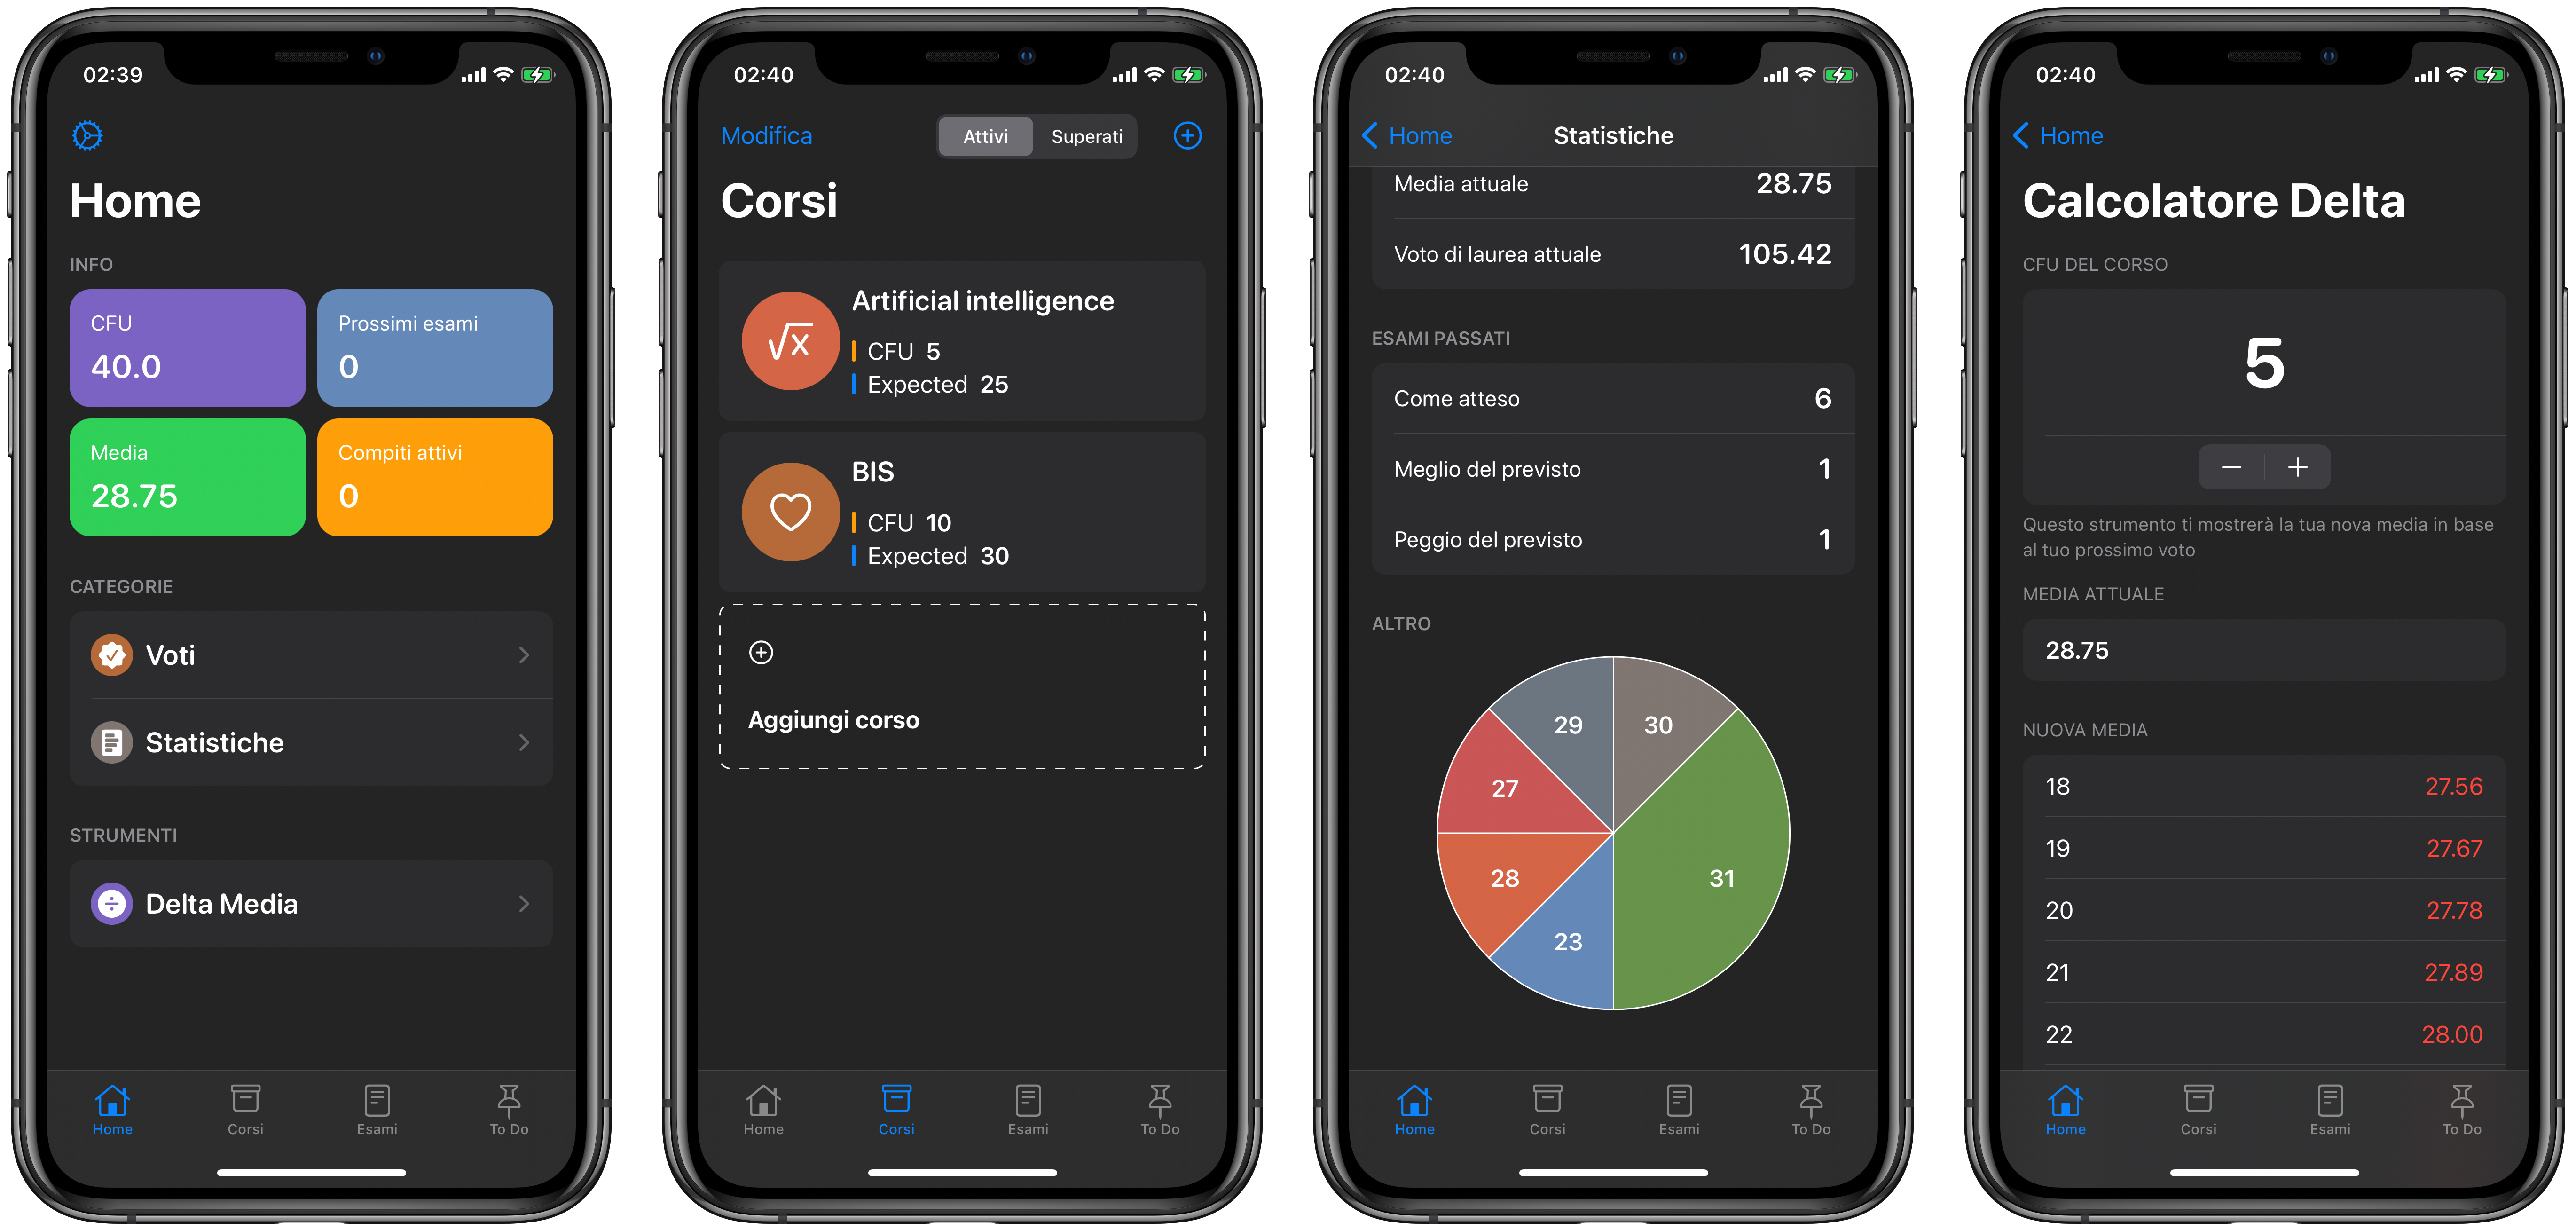 02:39
Home
INFO
CFU
40.0
Prossimi esami
0
Media
28.75
Compiti attivi
0
CATEGORIE
Voti
Statistiche
STRUMENTI
Delta Media
Home
Corsi
Esami
To Do
02:40
Modifica
Attivi
Superati
Corsi
Artificial intelligence
CFU 5
Expected 25
BIS
CFU 10
Expected 30
Aggiungi corso
Home
Corsi
Esami
To Do
02:40
Home
Statistiche
Media attuale 28.75
Voto di laurea attuale 105.42
ESAMI PASSATI
Come atteso 6
Meglio del previsto 1
Peggio del previsto 1
ALTRO
29
30
27
28
31
23
Home
Corsi
Esami
To Do
02:40
Home
Calcolatore Delta
CFU DEL CORSO
5
Questo strumento ti mostrerà la tua nova media in base
al tuo prossimo voto
MEDIA ATTUALE
28.75
NUOVA MEDIA
18 27.56
19 27.67
20 27.78
21 27.89
22 28.00
Home
Corsi
Esami
To Do